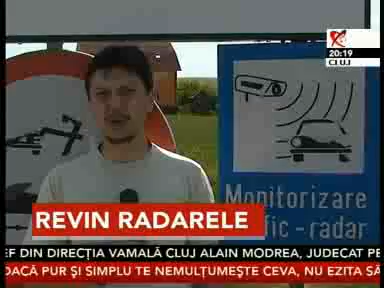 20:19
CLUJ
Monitorizare
fic - radar
REVIN RADARELE
EF DIN DIRECȚIA VAMALĂ CLUJ ALAIN MODREA, JUDECAT PE
DACĂ PUR ȘI SIMPLU TE NEMULȚUMEȘTE CEVA, NU EZITA SĂ